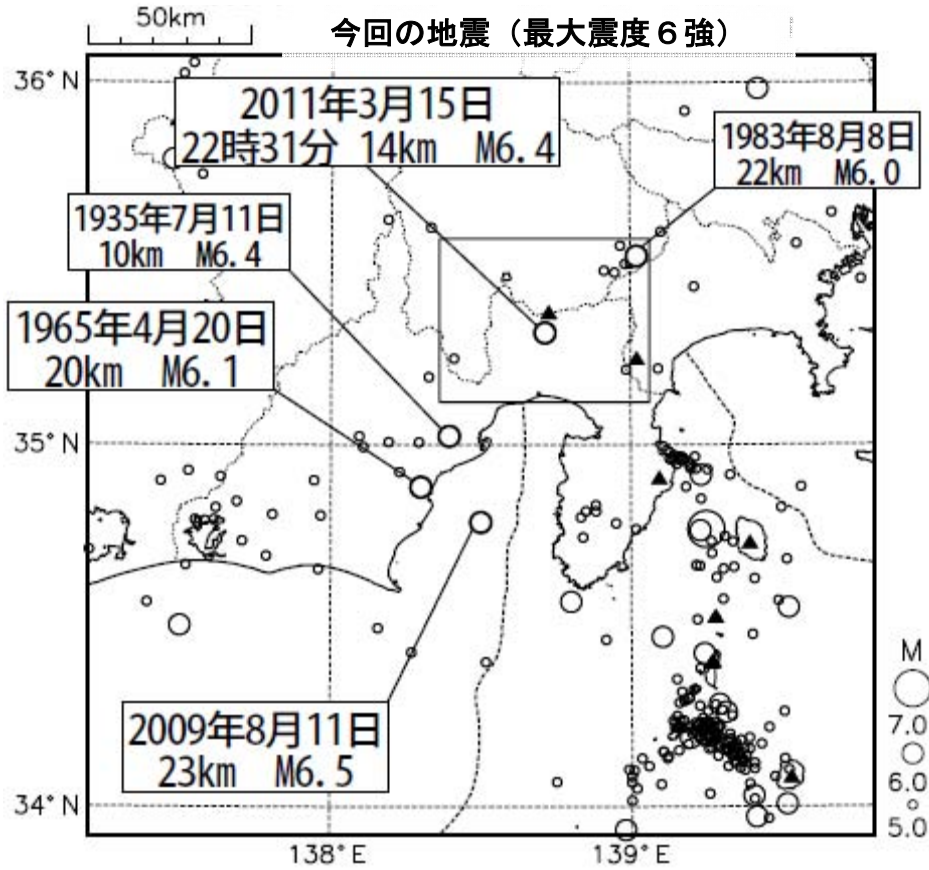 50km
今回の地震（最大震度６強）
36°N
2011年3月15日
22時31分 14km M6.4
1983年8月8日
22km M6.0
1935年7月11日
10km M6.4
1965年4月20日
20km M6.1
35°N
2009年8月11日
23km M6.5
M
7.0
6.0
5.0
34°N
138°E
139°E